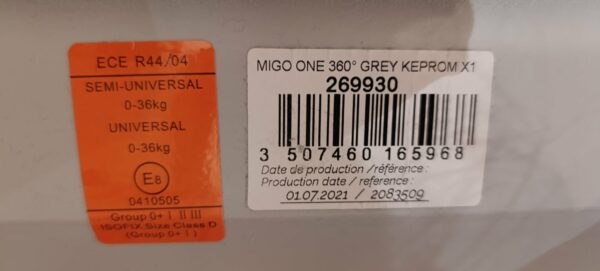 ECE R44/04
SEMI-UNIVERSAL
0-36kg
UNIVERSAL
0-36kg
E8
0410505
Group 0+ I II III
ISOFIX Size Class D
(Group 0+ I)
MIGO ONE 360° GREY KEPROM X1
269930
3 507460 165968
Date de production /référence :
Production date / reference :
01.07.2021 / 2083509